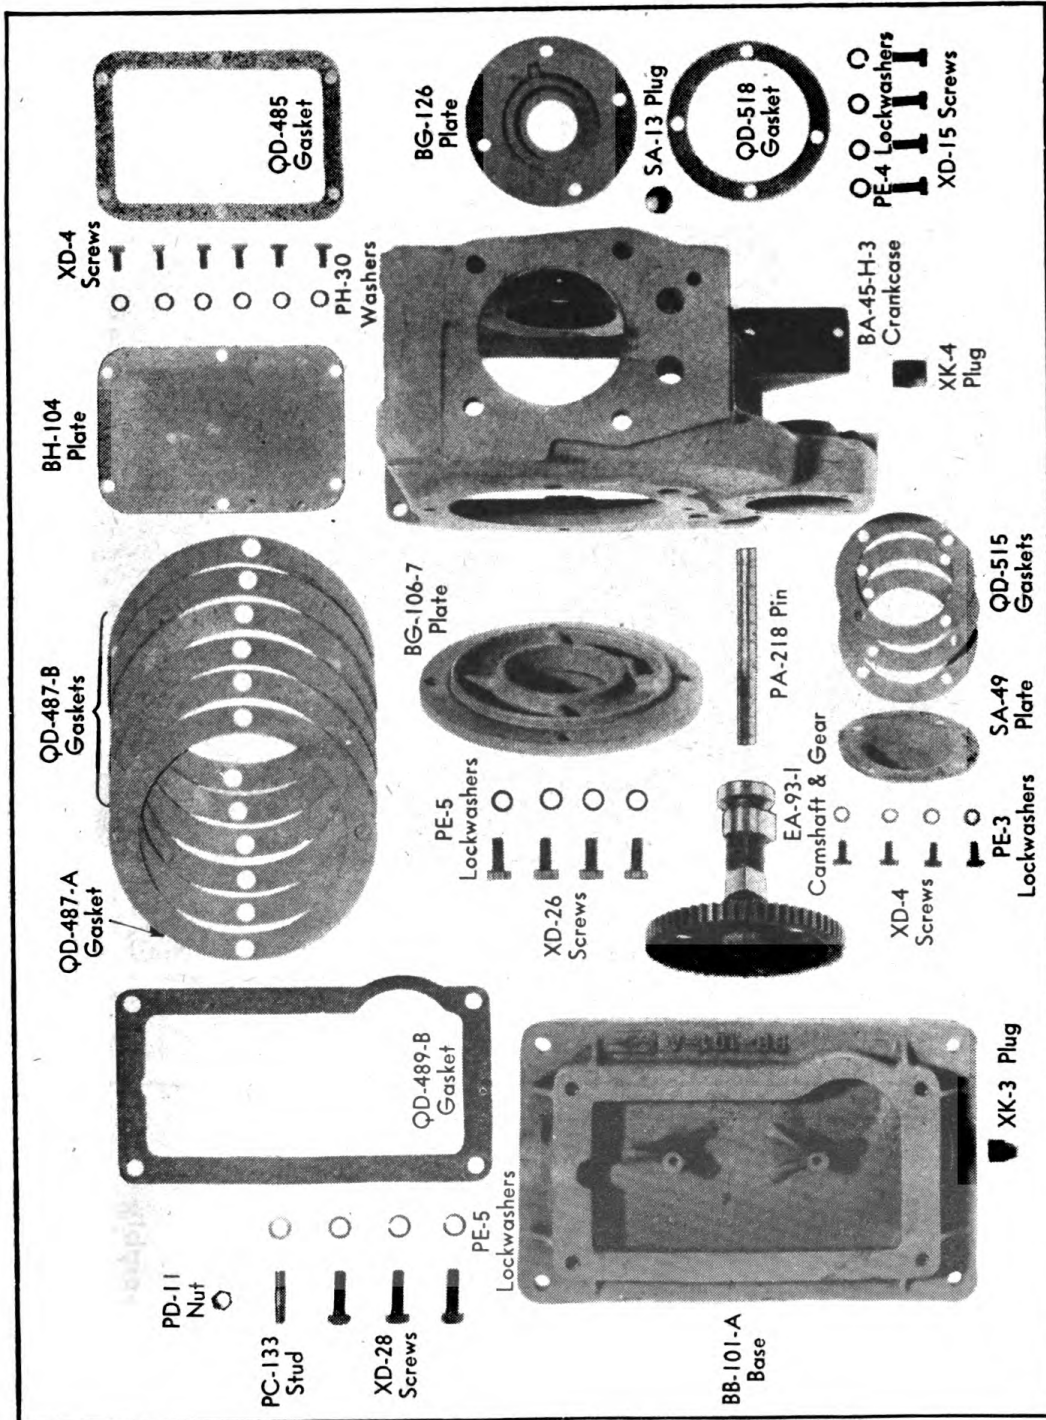 PD-11
Nut
PC-133
Stud
XD-28
Screws
PE-5
Lockwashers
QD-489-B
Gasket
BB-101-A
Base
XK-3 Plug
QD-487-A
Gasket
QD-487-B
Gaskets
XD-26
Screws
PE-5
Lockwashers
BG-106-7
Plate
EA-93-1
Camshaft & Gear
PA-218 Pin
XD-4
Screws
PE-3
Lockwashers
SA-49
Plate
QD-515
Gaskets
BH-104
Plate
XD-4
Screws
PH-30
Washers
QD-485
Gasket
BA-45-H-3
Crankcase
XK-4
Plug
BG-126
Plate
SA-13 Plug
QD-518
Gasket
PE-4 Lockwashers
XD-15 Screws